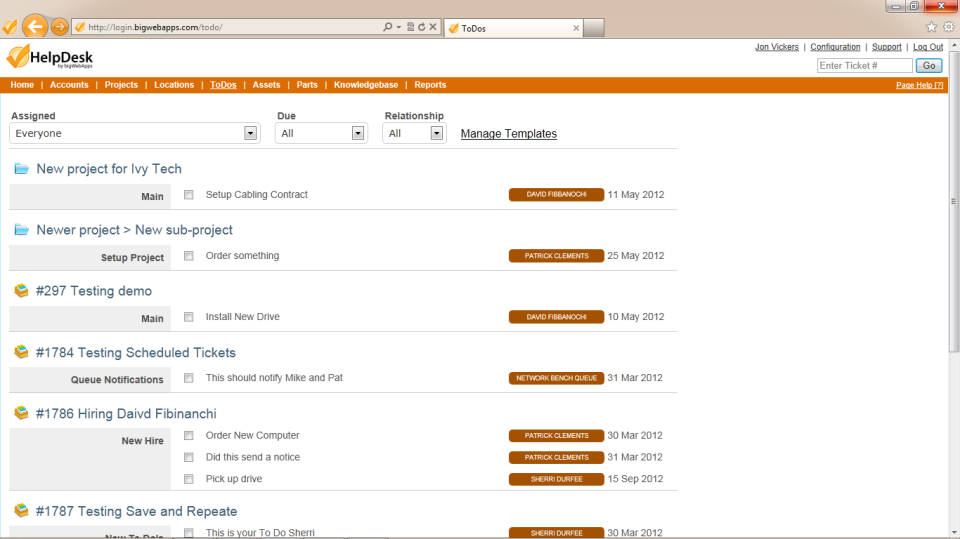 http://login.bigwebapps.com/todo/
ToDos
Jon Vickers | Configuration | Support | Log Out
HelpDesk
by bigWebApps
Enter Ticket # Go
Home | Accounts | Projects | Locations | ToDos | Assets | Parts | Knowledgebase | Reports Page Help [?]
Assigned Due Relationship
Everyone All All Manage Templates
New project for Ivy Tech
Main Setup Cabling Contract DAVID FIBBANOCHI 11 May 2012
Newer project > New sub-project
Setup Project Order something PATRICK CLEMENTS 25 May 2012
#297 Testing demo
Main Install New Drive DAVID FIBBANOCHI 10 May 2012
#1784 Testing Scheduled Tickets
Queue Notifications This should notify Mike and Pat NETWORK BENCH QUEUE 31 Mar 2012
#1786 Hiring Daivd Fibinanchi
New Hire Order New Computer PATRICK CLEMENTS 30 Mar 2012
Did this send a notice PATRICK CLEMENTS 31 Mar 2012
Pick up drive SHERRI DURFEE 15 Sep 2012
#1787 Testing Save and Repeate
This is your To Do Sherri SHERRI DURFEE 30 Mar 2012